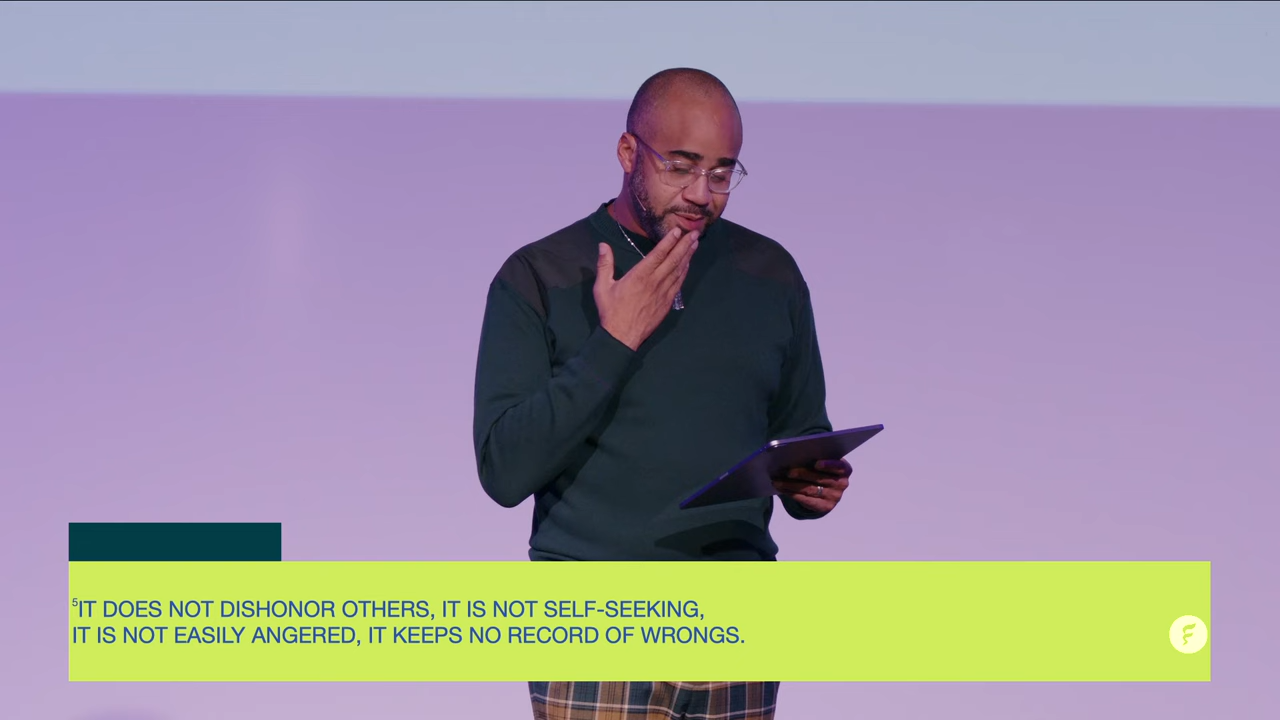 ⁵IT DOES NOT DISHONOR OTHERS, IT IS NOT SELF-SEEKING,
IT IS NOT EASILY ANGERED, IT KEEPS NO RECORD OF WRONGS.